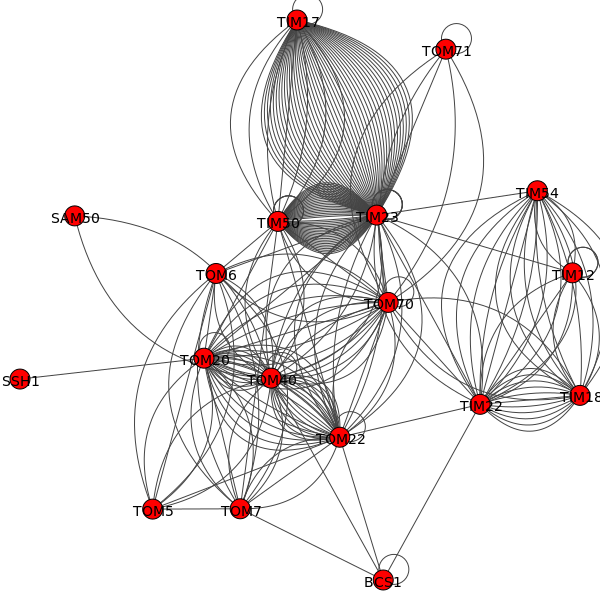 TIM17
TOM71
TIM54
SAM50
TIM50
TIM23
TOM6
TIM12
TOM70
TOM20
SSH1
TOM40
TIM22
TIM18
TOM22
TOM5
TOM7
BCS1